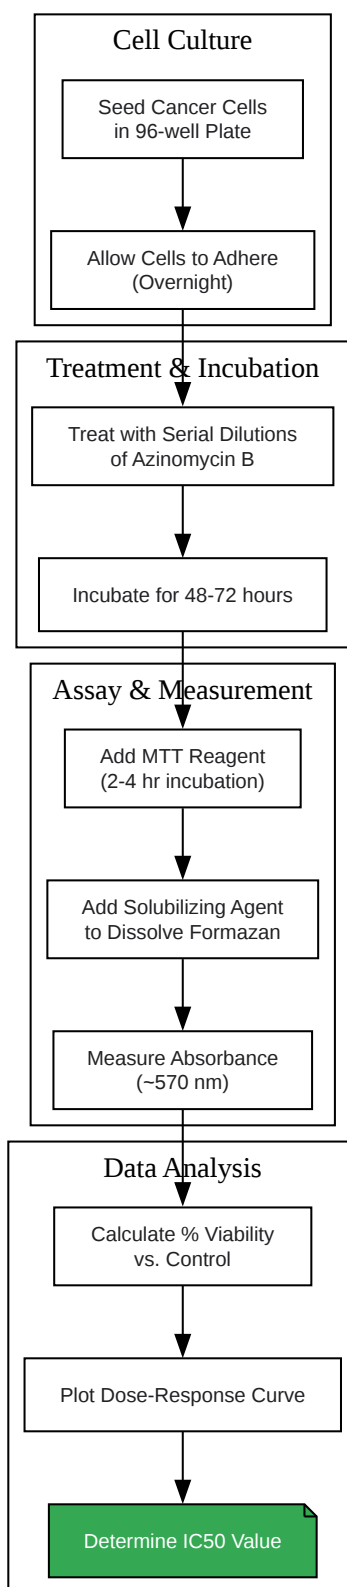 Cell Culture
Seed Cancer Cells
in 96-well Plate
Allow Cells to Adhere
(Overnight)
Treatment & Incubation
Treat with Serial Dilutions
of Azinomycin B
Incubate for 48-72 hours
Assay & Measurement
Add MTT Reagent
(2-4 hr incubation)
Add Solubilizing Agent
to Dissolve Formazan
Measure Absorbance
(~570 nm)
Data Analysis
Calculate % Viability
vs. Control
Plot Dose-Response Curve
Determine IC50 Value